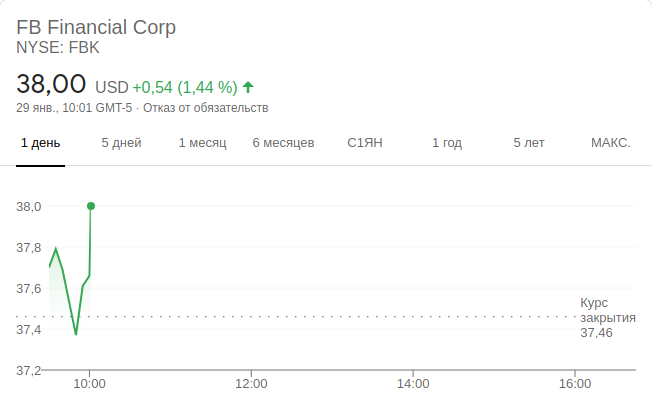 FB Financial Corp
NYSE: FBK
38,00 USD +0,54 (1,44 %)
29 янв., 10:01 GMT-5 · Отказ от обязательств
1 день 5 дней 1 месяц 6 месяцев С1ЯН 1 год 5 лет МАКС.
38,0
37,8
37,6
Курс
закрытия
37,46
37,4
37,2
10:00 12:00 14:00 16:00